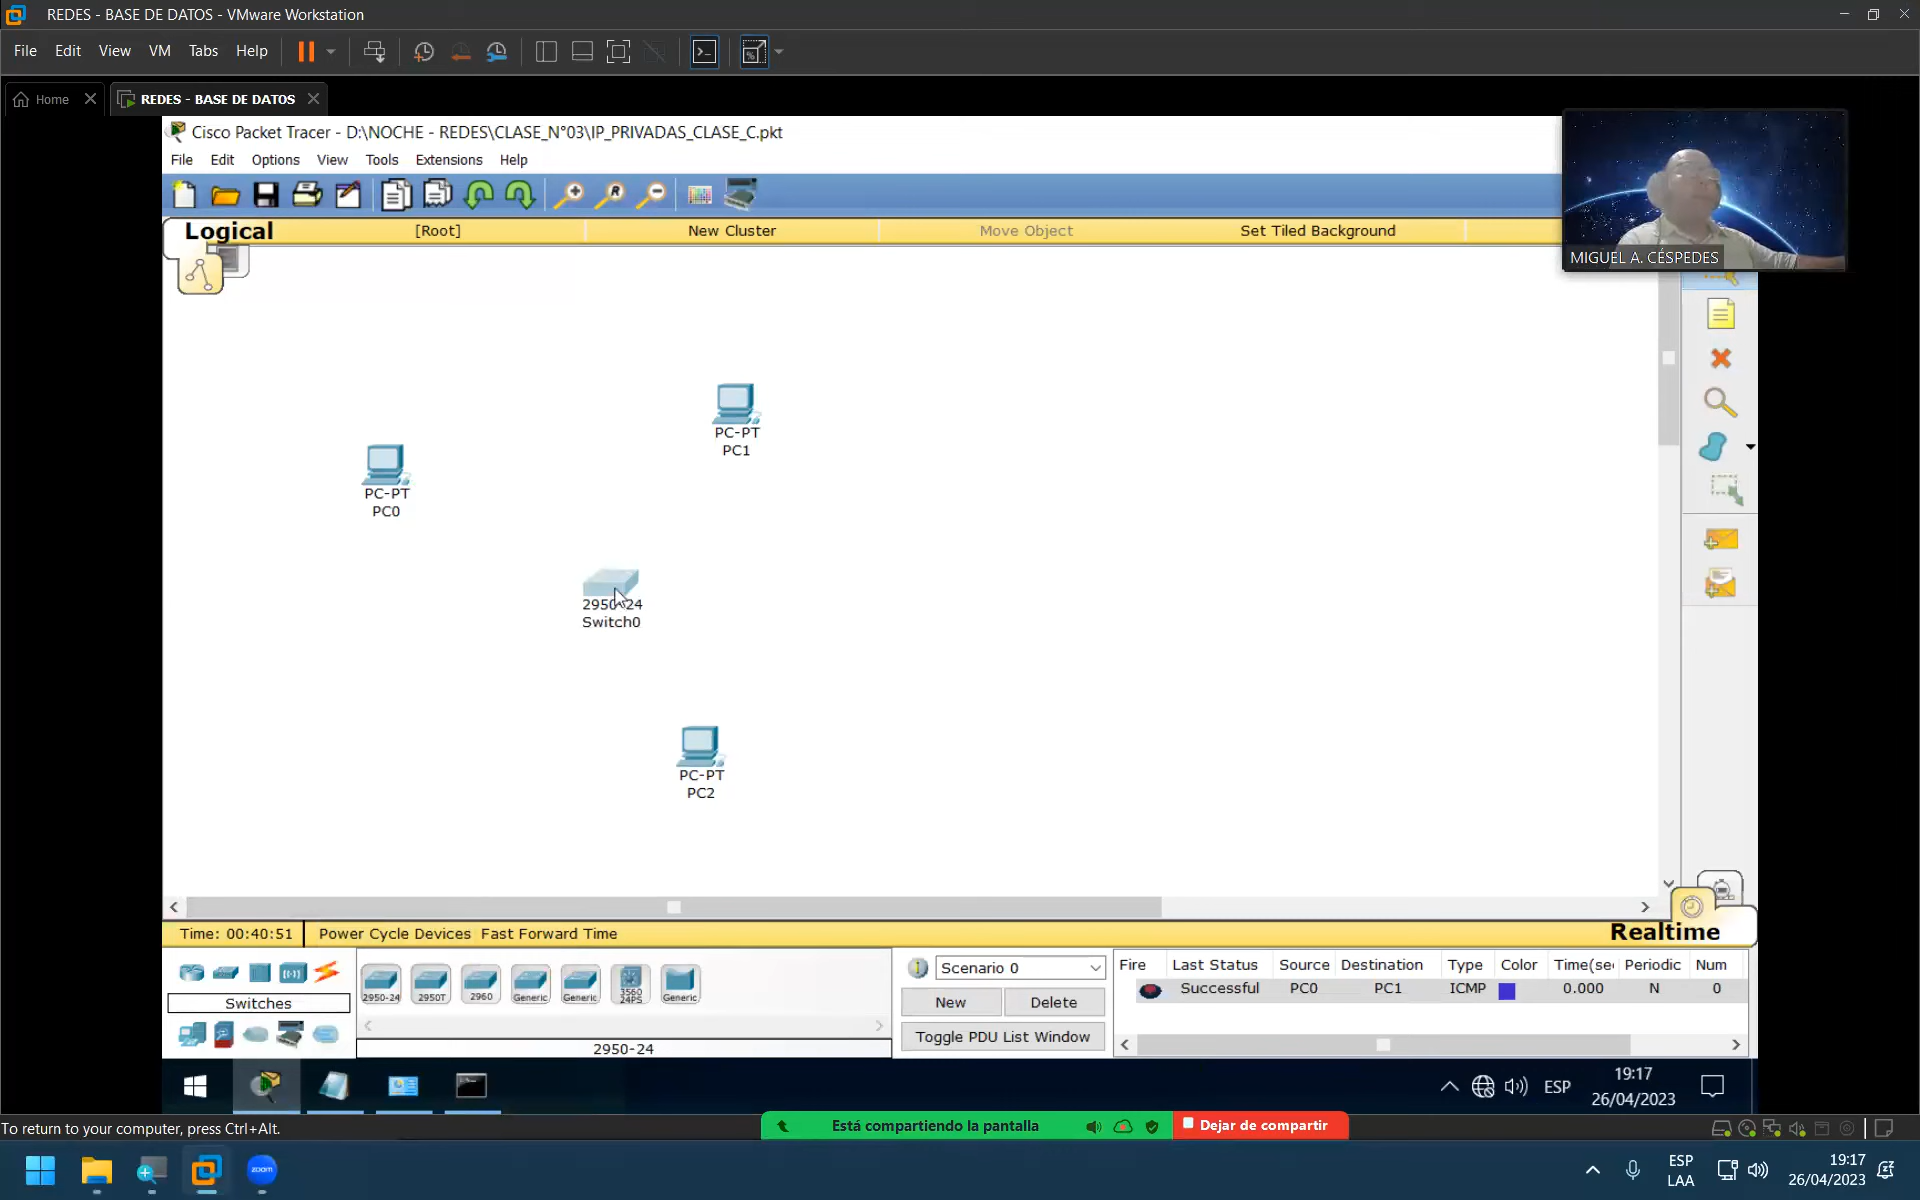 REDES - BASE DE DATOS - VMware Workstation
File Edit View VM Tabs Help
Home
REDES - BASE DE DATOS
Cisco Packet Tracer - D:\NOCHE - REDES\CLASE_N°03\IP_PRIVADAS_CLASE_C.pkt
File Edit Options View Tools Extensions Help
Logical [Root] New Cluster Move Object Set Tiled Background
MIGUEL A. CÉSPEDES
PC-PT
PC1
PC-PT
PC0
2950-24
Switch0
PC-PT
PC2
Time: 00:40:51 Power Cycle Devices Fast Forward Time
Realtime
Switches
2950-24 2950T 2960 Generic Generic 3560 24PS Generic
2950-24
Scenario 0
New Delete
Toggle PDU List Window
Fire Last Status Source Destination Type Color Time(sec Periodic Num
Successful PC0 PC1 ICMP 0.000 N 0
ESP
19:17
26/04/2023
To return to your computer, press Ctrl+Alt.
Está compartiendo la pantalla
Dejar de compartir
zoom
ESP
LAA
19:17
26/04/2023